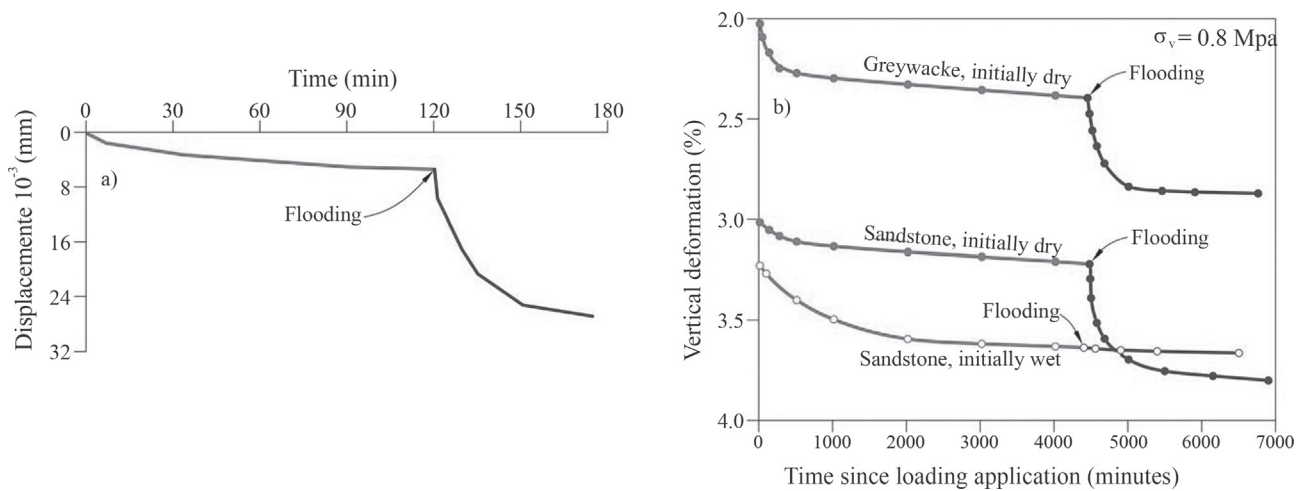 Time (min)
0 30 60 90 120 150 180
0
8
16
24
32
Displacemente 10⁻³ (mm)
a)
Flooding
2.0
2.5
3.0
3.5
4.0
Vertical deformation (%)
σᵥ = 0.8 Mpa
b)
Greywacke, initially dry
Flooding
Sandstone, initially dry
Flooding
Flooding
Sandstone, initially wet
0 1000 2000 3000 4000 5000 6000 7000
Time since loading application (minutes)